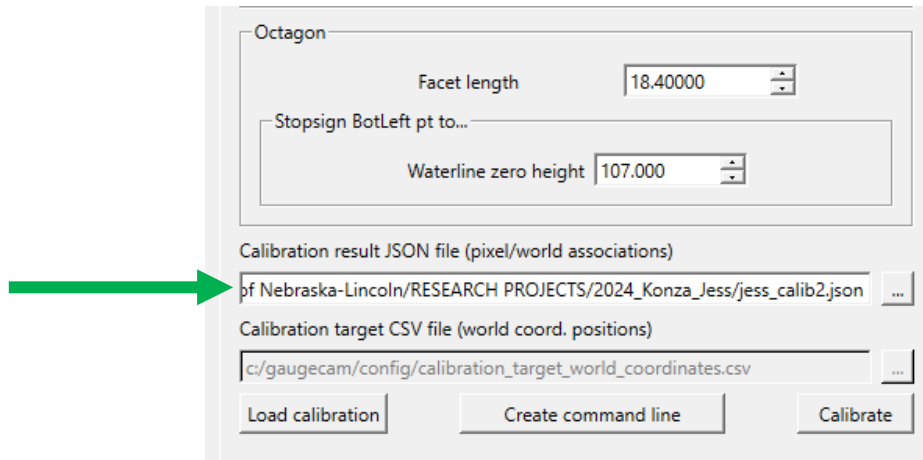 Octagon
Facet length 18.40000
Stopsign BotLeft pt to...
Waterline zero height 107.000
Calibration result JSON file (pixel/world associations)
of Nebraska-Lincoln/RESEARCH PROJECTS/2024_Konza_Jess/jess_calib2.json ...
Calibration target CSV file (world coord. positions)
c:/gaugecam/config/calibration_target_world_coordinates.csv ...
Load calibration Create command line Calibrate